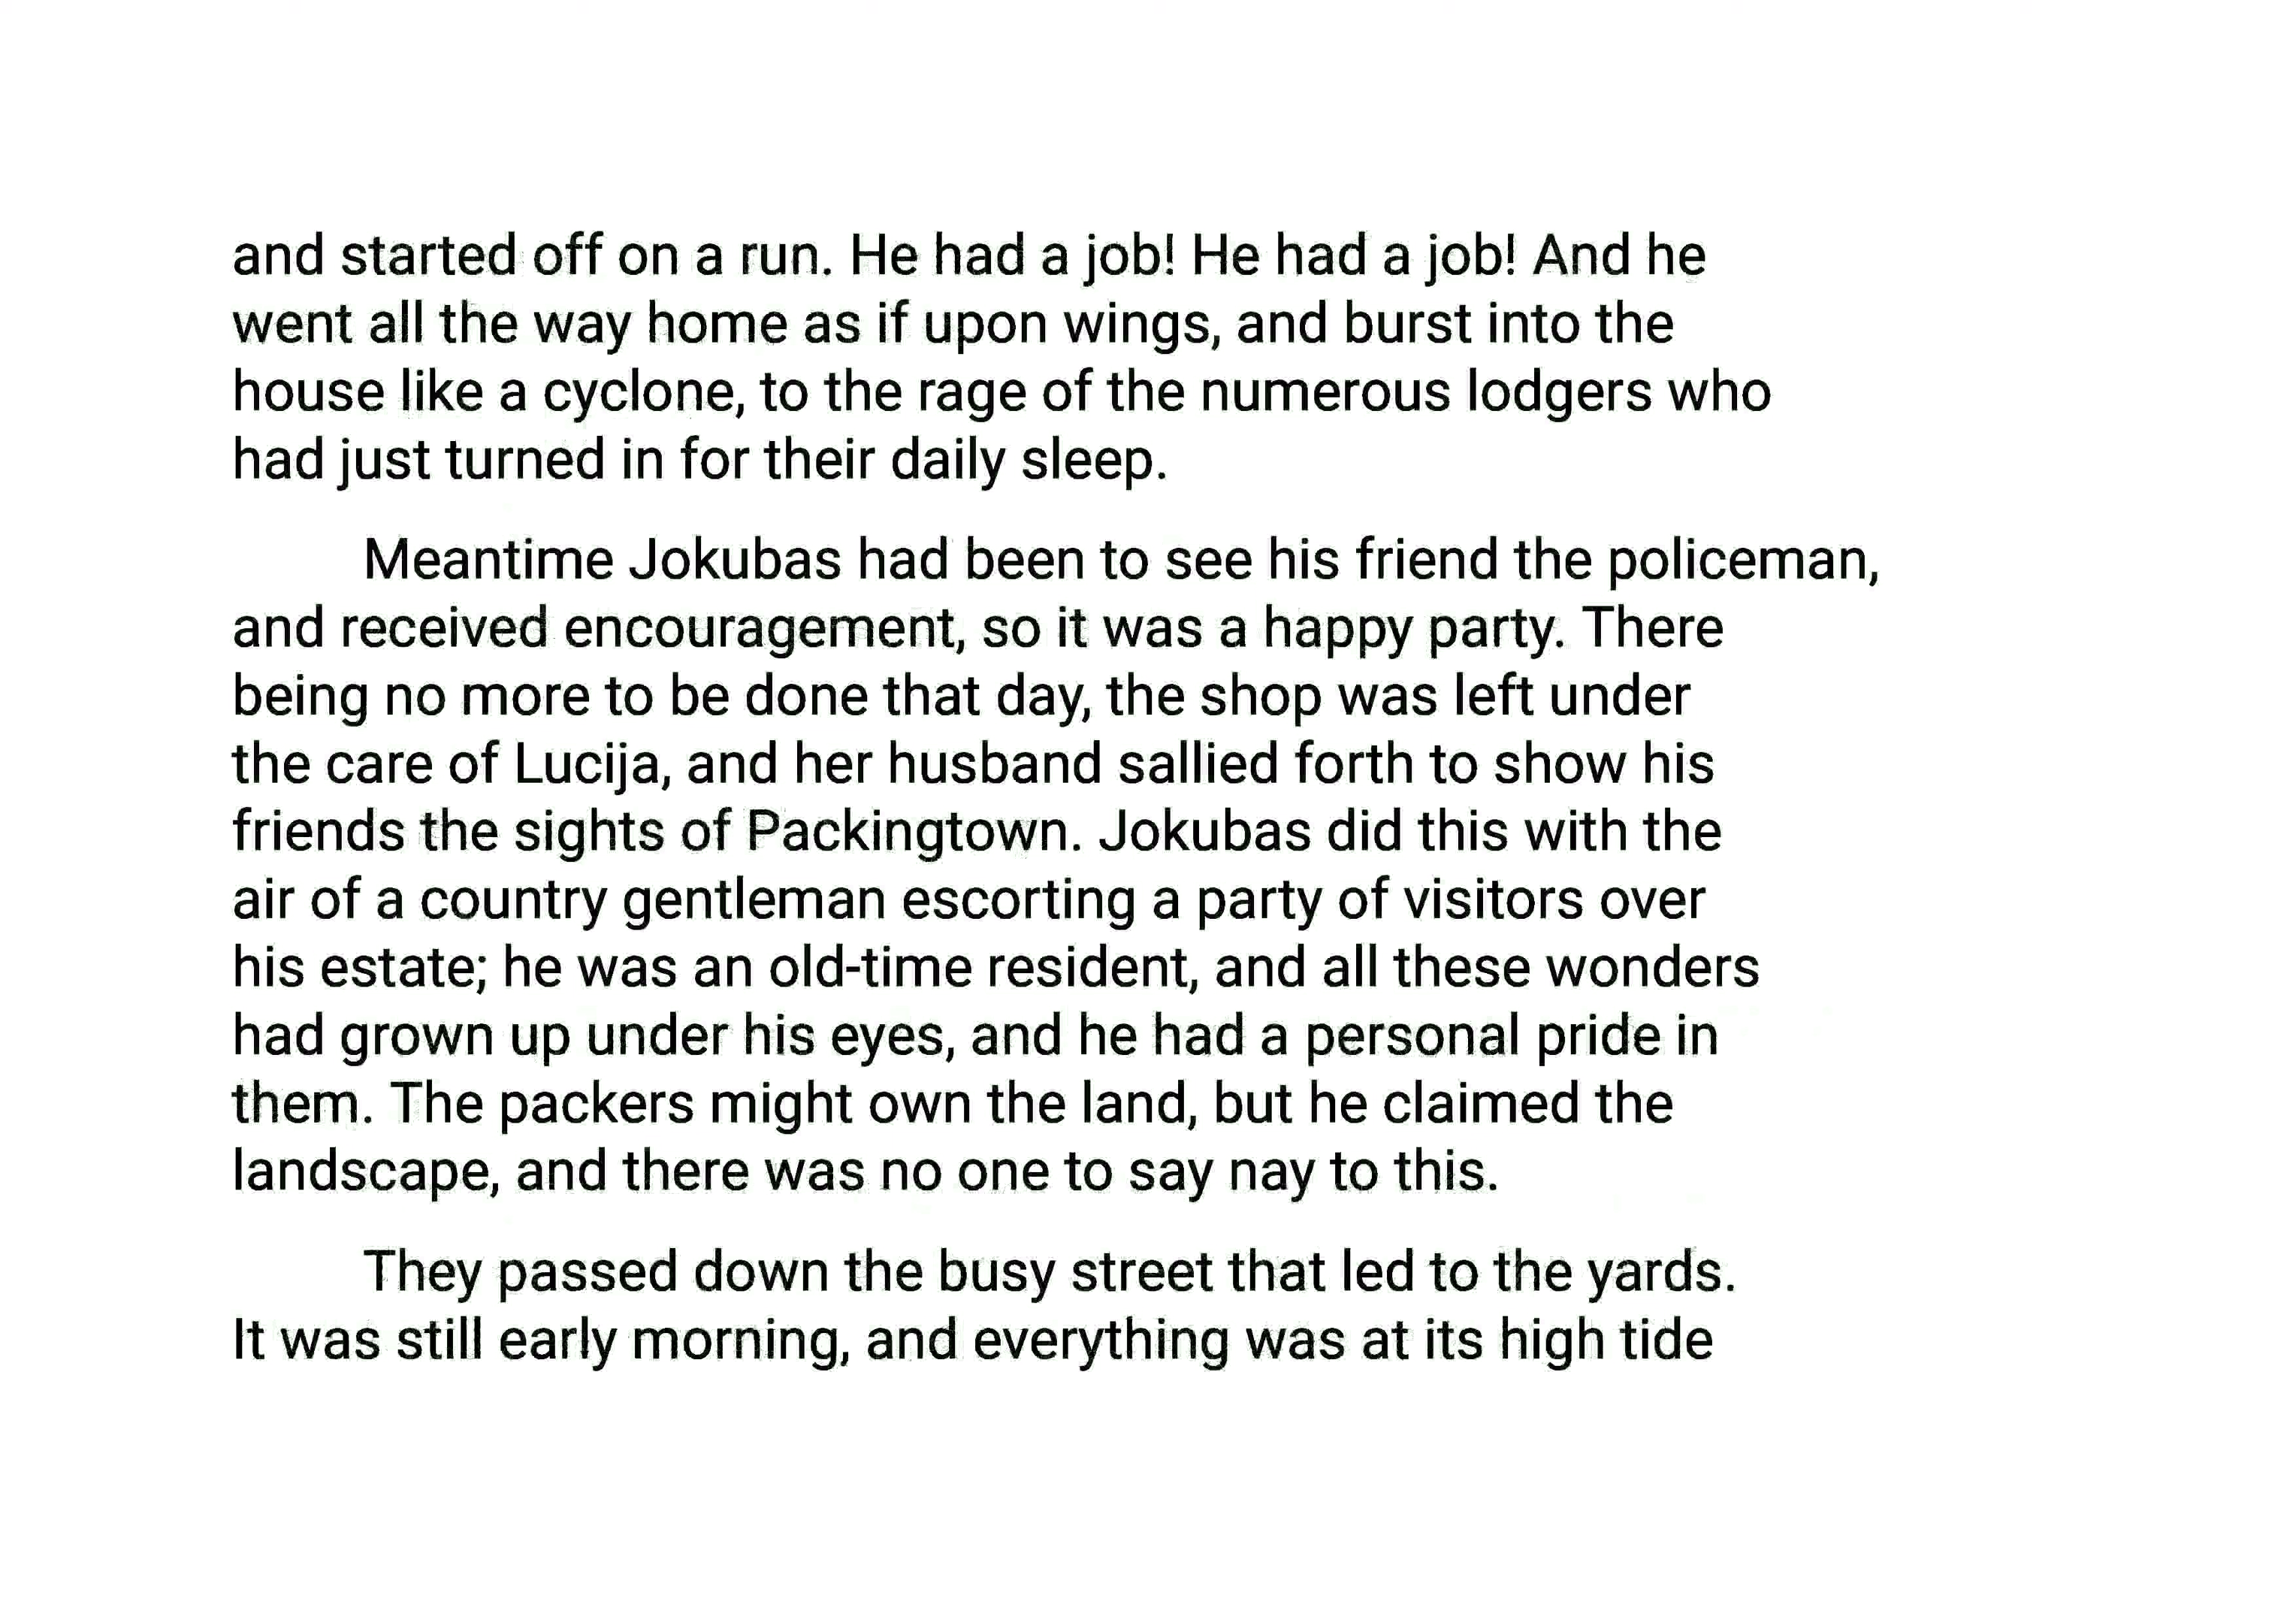 and started off on a run. He had a job! He had a job! And he
went all the way home as if upon wings, and burst into the
house like a cyclone, to the rage of the numerous lodgers who
had just turned in for their daily sleep.
Meantime Jokubas had been to see his friend the policeman,
and received encouragement, so it was a happy party. There
being no more to be done that day, the shop was left under
the care of Lucija, and her husband sallied forth to show his
friends the sights of Packingtown. Jokubas did this with the
air of a country gentleman escorting a party of visitors over
his estate; he was an old-time resident, and all these wonders
had grown up under his eyes, and he had a personal pride in
them. The packers might own the land, but he claimed the
landscape, and there was no one to say nay to this.
They passed down the busy street that led to the yards.
It was still early morning, and everything was at its high tide